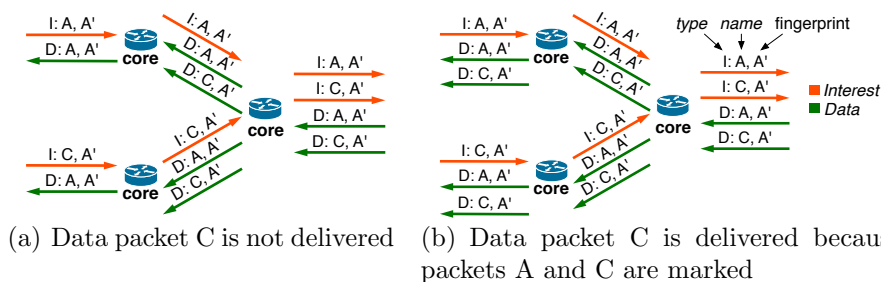 I: A, A'
D: A, A'
core
I: A, A'
D: A, A'
D: C, A'
I: A, A'
I: C, A'
D: A, A'
D: C, A'
core
I: C, A'
D: A, A'
D: C, A'
I: C, A'
D: A, A'
core
(a) Data packet C is not delivered
I: A, A'
D: A, A'
D: C, A'
core
I: A, A'
D: A, A'
D: C, A'
type name fingerprint
I: A, A'
I: C, A'
D: A, A'
D: C, A'
core
Interest
Data
I: C, A'
D: A, A'
D: C, A'
I: C, A'
D: A, A'
D: C, A'
core
(b) Data packet C is delivered becau
packets A and C are marked